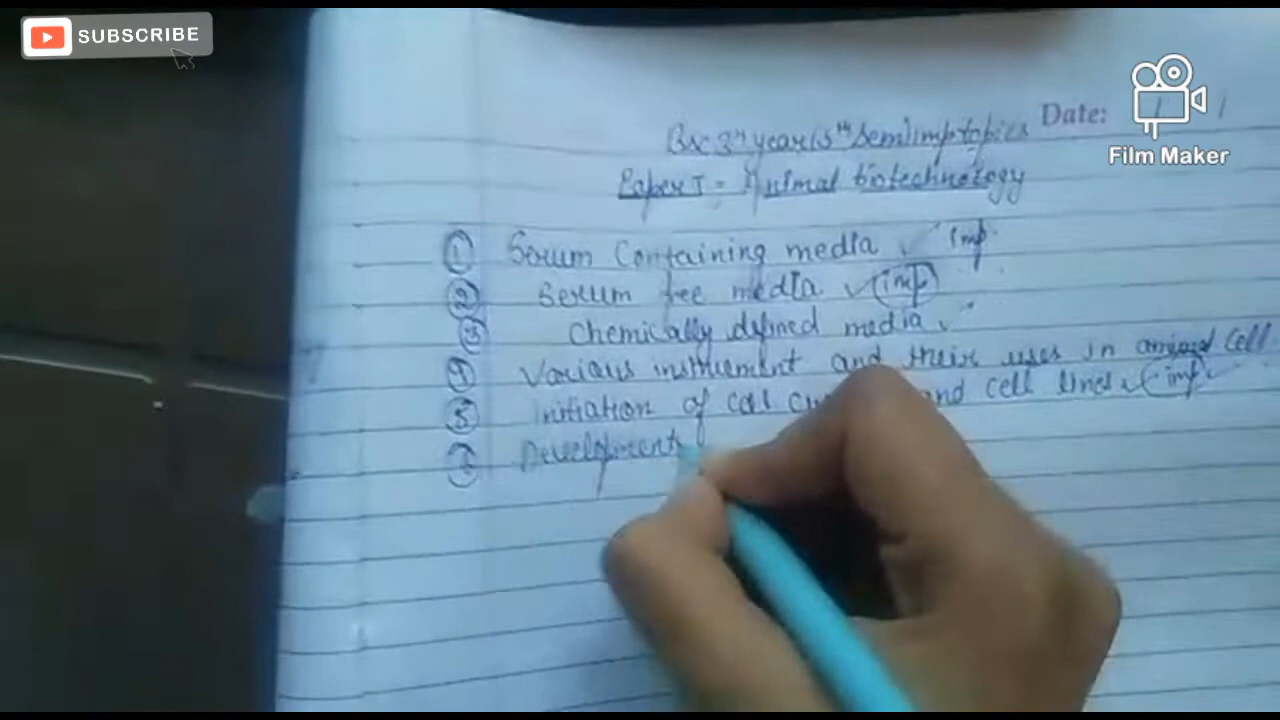 SUBSCRIBE
Date: / /
Film Maker
Bsc 3rd year (5th sem) imp topics
Paper I = Animal biotechnology
① Serum Containing media ✓ imp.
② Serum free media ✓ (imp)
③ Chemically defined media ✓
④ Various instrument and their uses in animal cell.
⑤ initiation of cell and cell lines ✓ (imp) ✓
Development